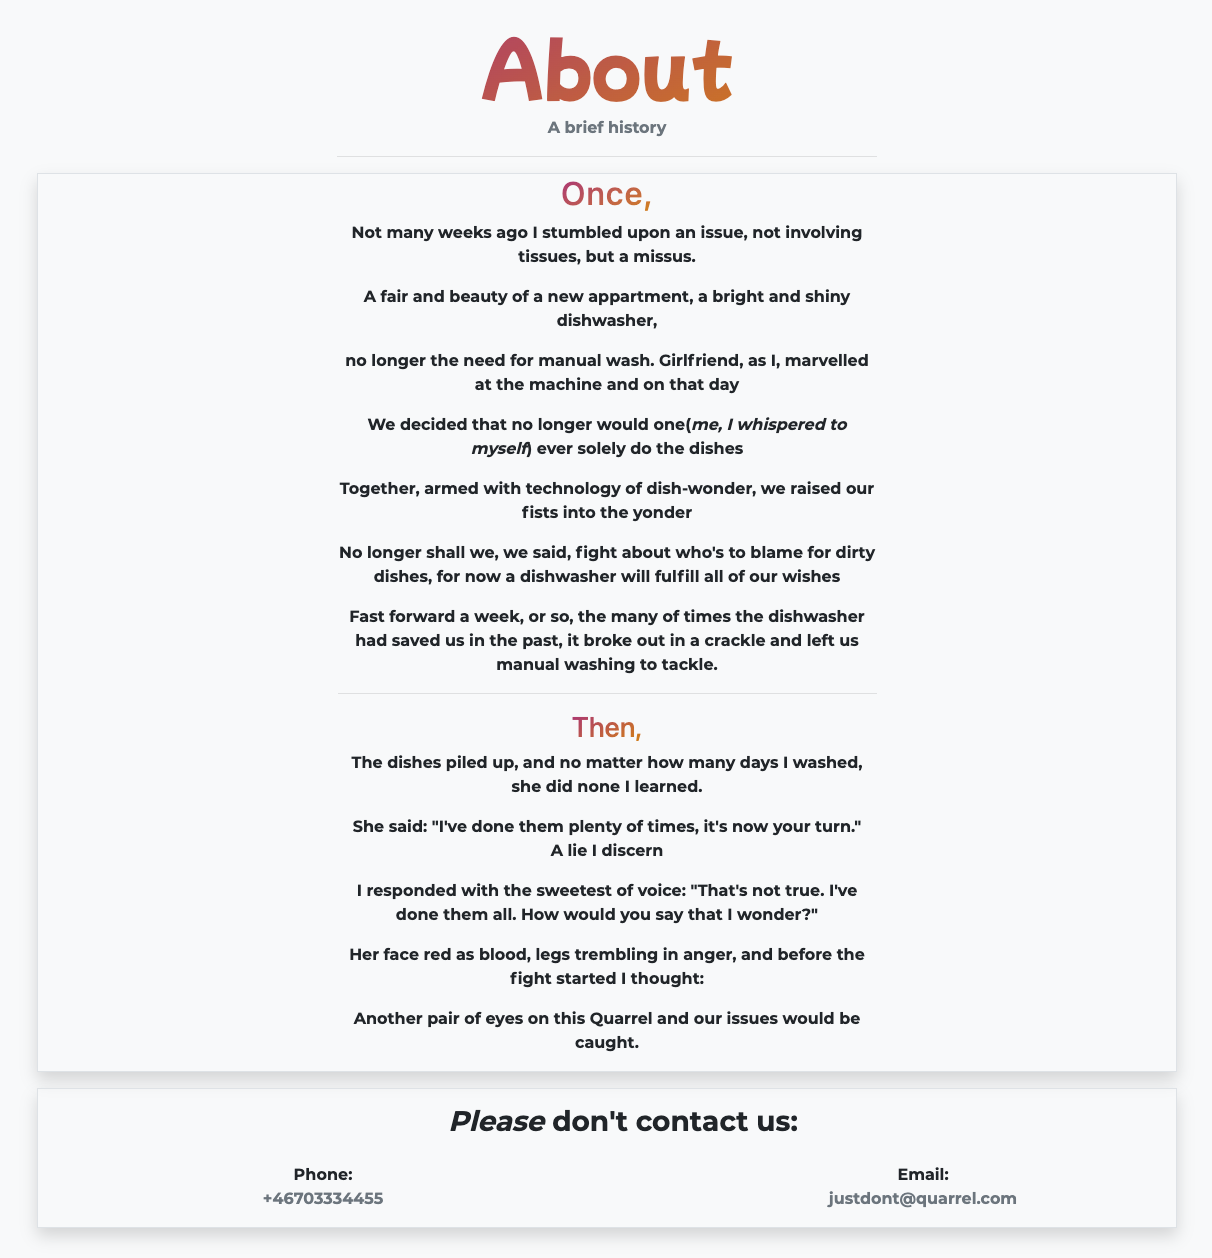 About
A brief history
Once,
Not many weeks ago I stumbled upon an issue, not involving
tissues, but a missus.
A fair and beauty of a new appartment, a bright and shiny
dishwasher,
no longer the need for manual wash. Girlfriend, as I, marvelled
at the machine and on that day
We decided that no longer would one(me, I whispered to
myself) ever solely do the dishes
Together, armed with technology of dish-wonder, we raised our
fists into the yonder
No longer shall we, we said, fight about who's to blame for dirty
dishes, for now a dishwasher will fulfill all of our wishes
Fast forward a week, or so, the many of times the dishwasher
had saved us in the past, it broke out in a crackle and left us
manual washing to tackle.
Then,
The dishes piled up, and no matter how many days I washed,
she did none I learned.
She said: "I've done them plenty of times, it's now your turn."
A lie I discern
I responded with the sweetest of voice: "That's not true. I've
done them all. How would you say that I wonder?"
Her face red as blood, legs trembling in anger, and before the
fight started I thought:
Another pair of eyes on this Quarrel and our issues would be
caught.
Please don't contact us:
Phone:
+46703334455
Email:
justdont@quarrel.com